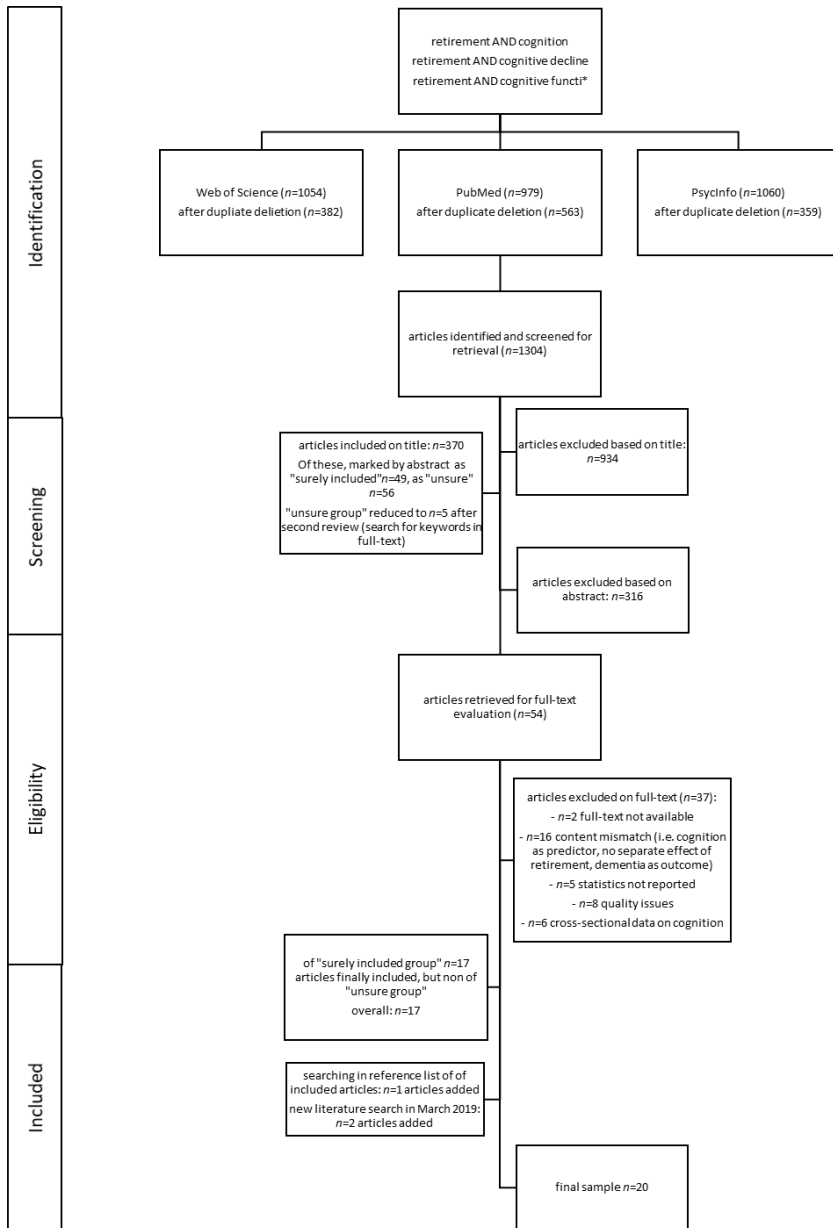 Identification
retirement AND cognition
retirement AND cognitive decline
retirement AND cognitive functi*
Web of Science (n=1054)
after dupliate delietion (n=382)
PubMed (n=979)
after duplicate deletion (n=563)
PsycInfo (n=1060)
after duplicate deletion (n=359)
articles identified and screened for
retrieval (n=1304)
Screening
articles included on title: n=370
Of these, marked by abstract as
"surely included"n=49, as "unsure"
n=56
"unsure group" reduced to n=5 after
second review (search for keywords in
full-text)
articles excluded based on title:
n=934
articles excluded based on
abstract: n=316
Eligibility
articles retrieved for full-text
evaluation (n=54)
articles excluded on full-text (n=37):
- n=2 full-text not available
- n=16 content mismatch (i.e. cognition
as predictor, no separate effect of
retirement, dementia as outcome)
- n=5 statistics not reported
- n=8 quality issues
- n=6 cross-sectional data on cognition
Included
of "surely included group" n=17
articles finally included, but non of
"unsure group"
overall: n=17
searching in reference list of of
included articles: n=1 articles added
new literature search in March 2019:
n=2 articles added
final sample n=20